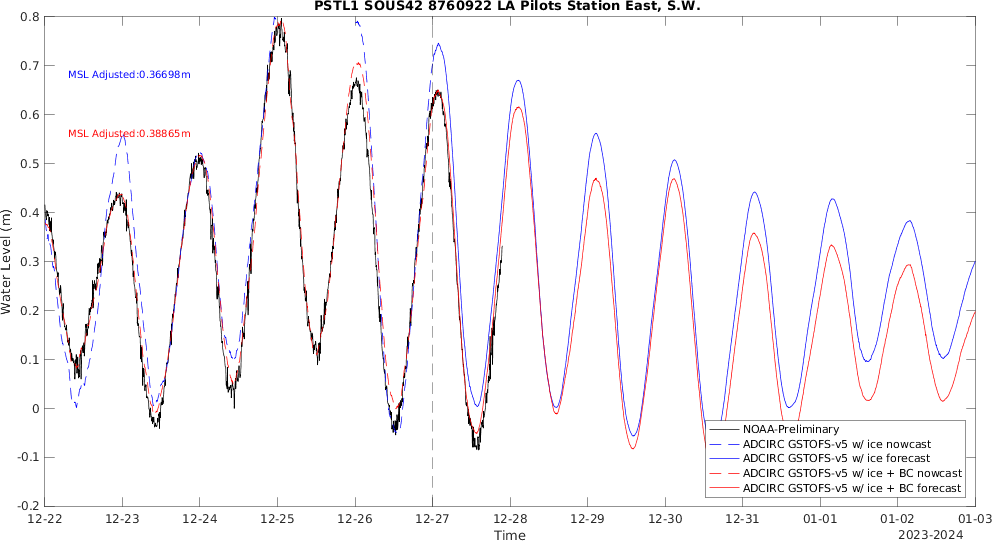 PSTL1 SOUS42 8760922 LA Pilots Station East, S.W.
0.8
0.7
0.6
0.5
0.4
0.3
0.2
0.1
0
-0.1
-0.2
Water Level (m)
MSL Adjusted:0.36698m
MSL Adjusted:0.38865m
NOAA-Preliminary
ADCIRC GSTOFS-v5 w/ ice nowcast
ADCIRC GSTOFS-v5 w/ ice forecast
ADCIRC GSTOFS-v5 w/ ice + BC nowcast
ADCIRC GSTOFS-v5 w/ ice + BC forecast
12-22 12-23 12-24 12-25 12-26 12-27 12-28 12-29 12-30 12-31 01-01 01-02 01-03
Time
2023-2024